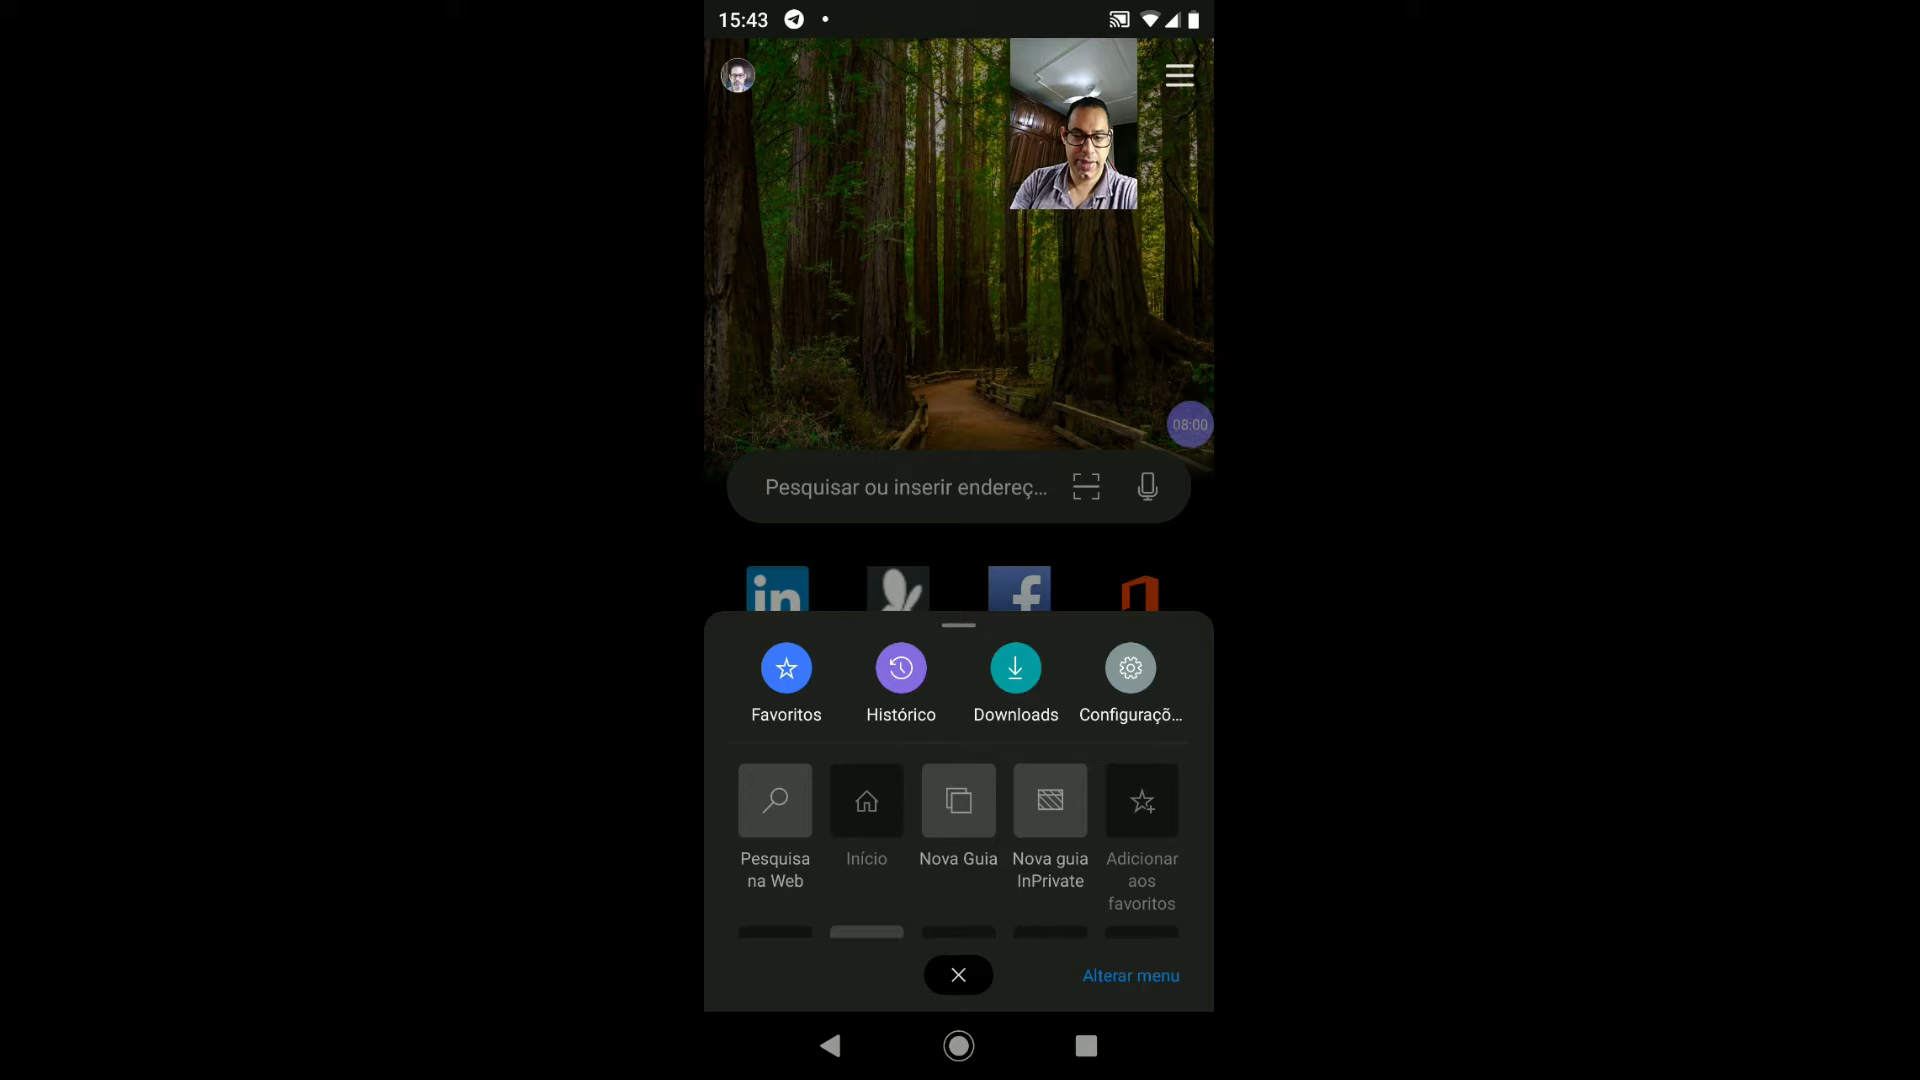 15:43
08:00
Pesquisar ou inserir endereç...
in
f
Favoritos
Histórico
Downloads
Configuraçõ...
Pesquisa
na Web
Início
Nova Guia
Nova guia
InPrivate
Adicionar
aos
favoritos
Alterar menu